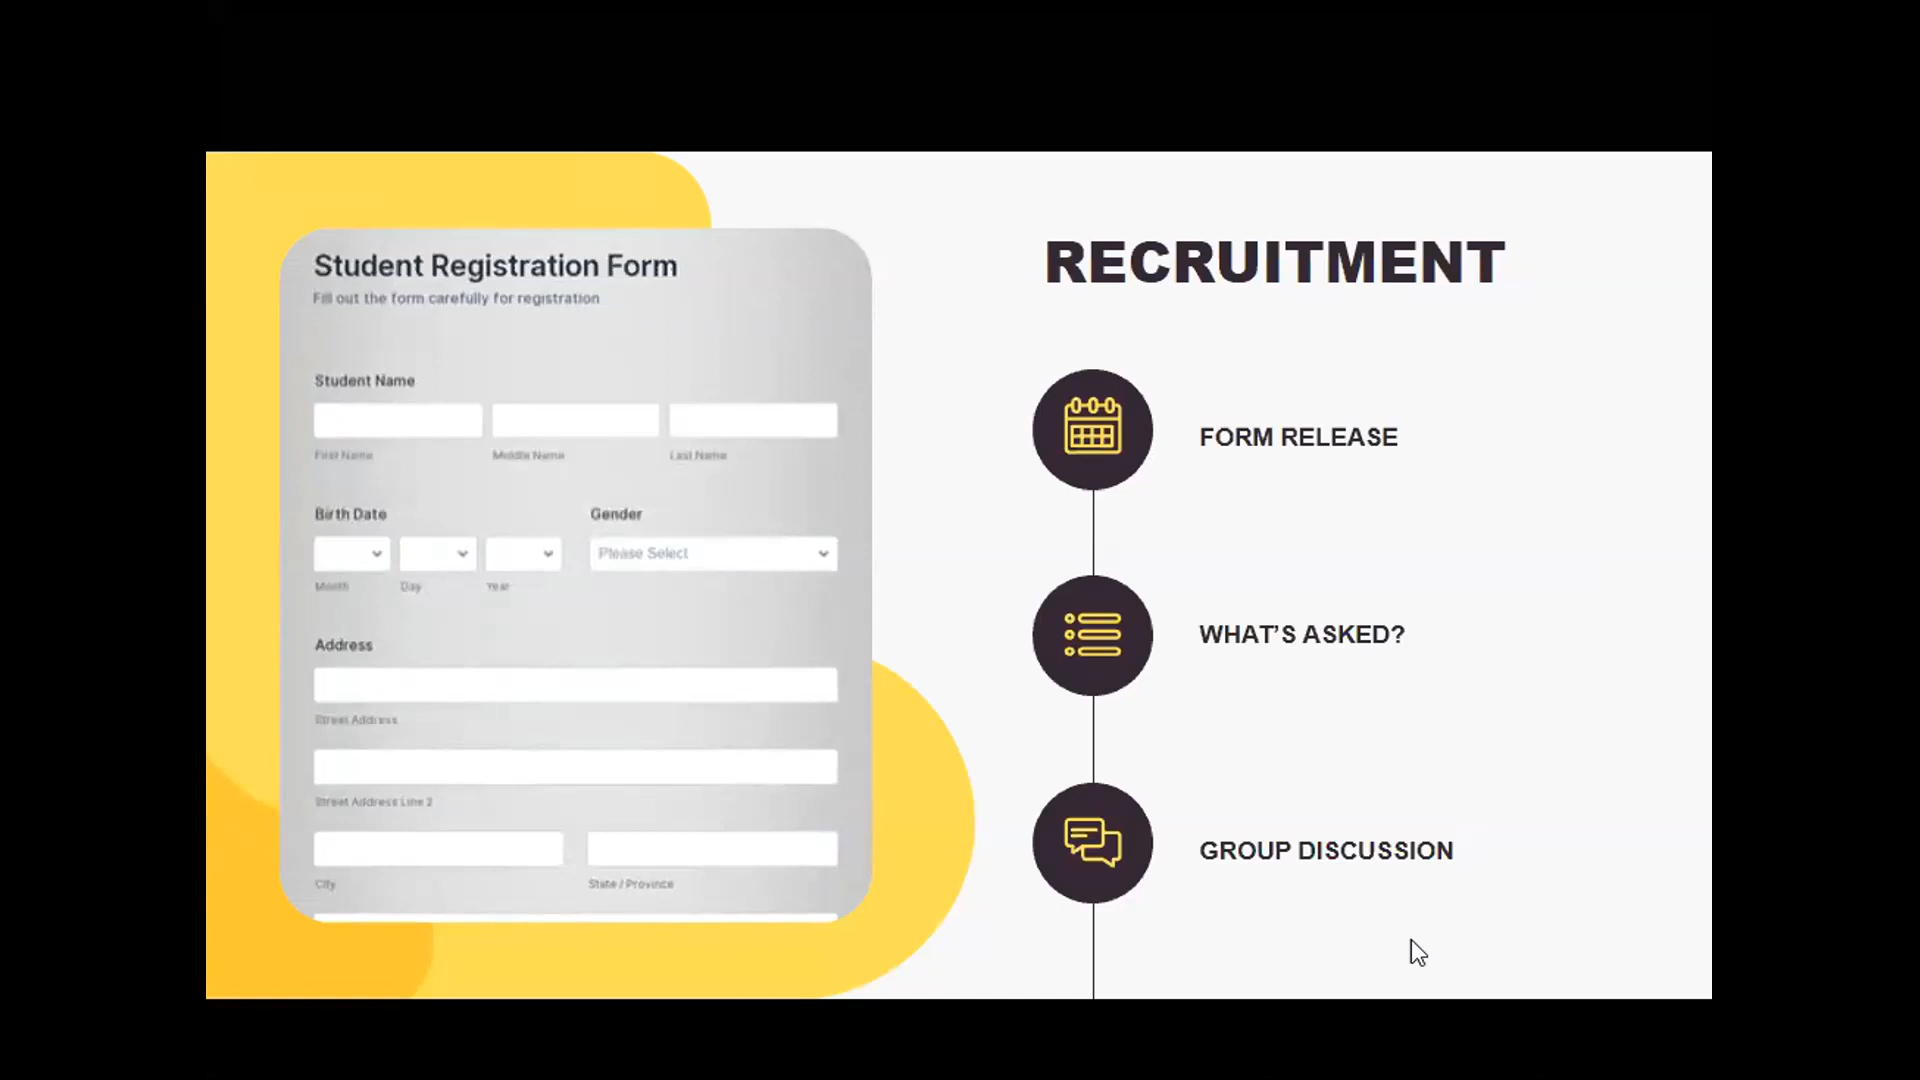 Student Registration Form
Fill out the form carefully for registration
Student Name
First Name Middle Name Last Name
Birth Date Gender
Please Select
Month Day Year
Address
Street Address
Street Address Line 2
City State / Province
RECRUITMENT
FORM RELEASE
WHAT’S ASKED?
GROUP DISCUSSION